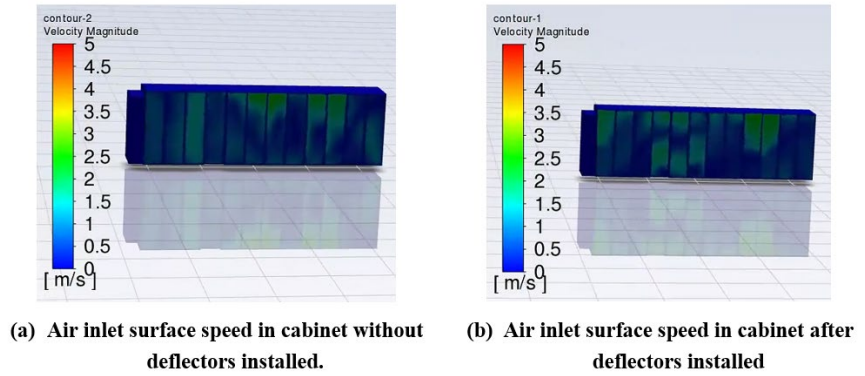 contour-2
Velocity Magnitude
5
4.5
4
3.5
3
2.5
2
1.5
1
0.5
0
[ m/s ]
(a) Air inlet surface speed in cabinet without
deflectors installed.
contour-1
Velocity Magnitude
5
4.5
4
3.5
3
2.5
2
1.5
1
0.5
0
[ m/s ]
(b) Air inlet surface speed in cabinet after
deflectors installed